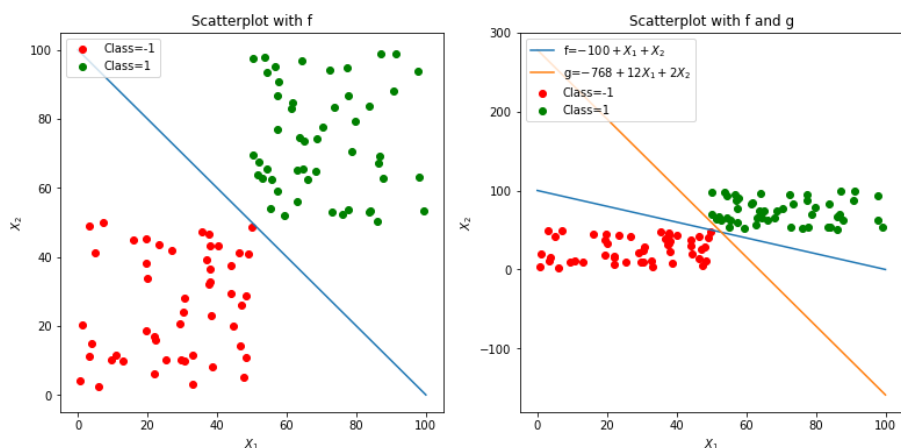 Scatterplot with f
Class=-1
Class=1
100
80
60
40
20
0
X₂
0 20 40 60 80 100
X₁
Scatterplot with f and g
f=−100 + X₁ + X₂
g=−768 + 12X₁ + 2X₂
Class=-1
Class=1
300
200
100
0
−100
X₂
0 20 40 60 80 100
X₁